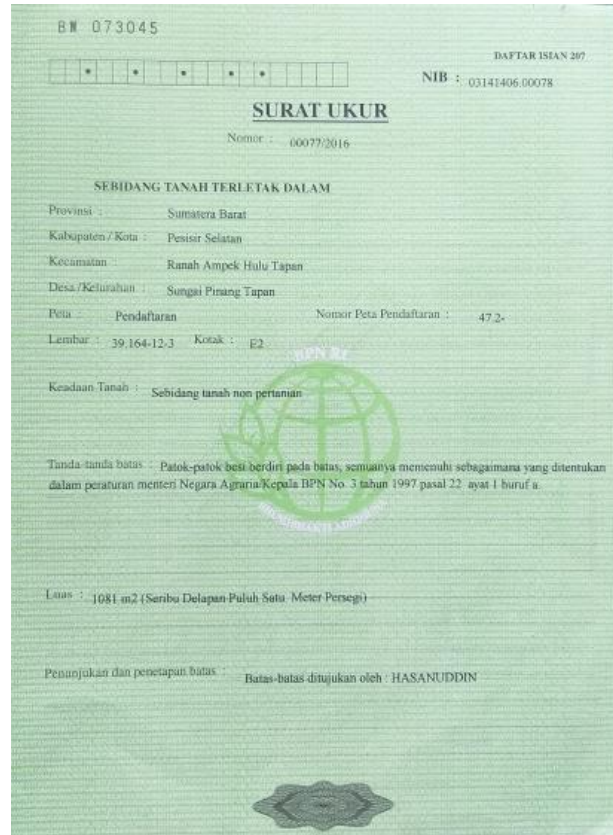 BW 073045
DAFTAR ISIAN 207
NIB : 03141406.00078
SURAT UKUR
Nomor : 00077/2016
SEBIDANG TANAH TERLETAK DALAM
Provinsi : Sumatera Barat
Kabupaten / Kota : Pesisir Selatan
Kecamatan : Ranah Ampek Hulu Tapan
Desa /Kelurahan : Sungai Pinang Tapan
Peta : Pendaftaran Nomor Peta Pendaftaran : 47.2-
Lembar : 39.164-12-3 Kotak : E2
BPN RI
Keadaan Tanah : Sebidang tanah non pertanian
Tanda-tanda batas : Patok-patok besi berdiri pada batas, semuanya memenuhi sebagaimana yang ditentukan
dalam peraturan menteri Negara Agraria/Kepala BPN No. 3 tahun 1997 pasal 22 ayat 1 huruf a.
Luas : 1081 m2 (Seribu Delapan Puluh Satu Meter Persegi)
Penunjukan dan penetapan batas : Batas-batas ditujukan oleh : HASANUDDIN